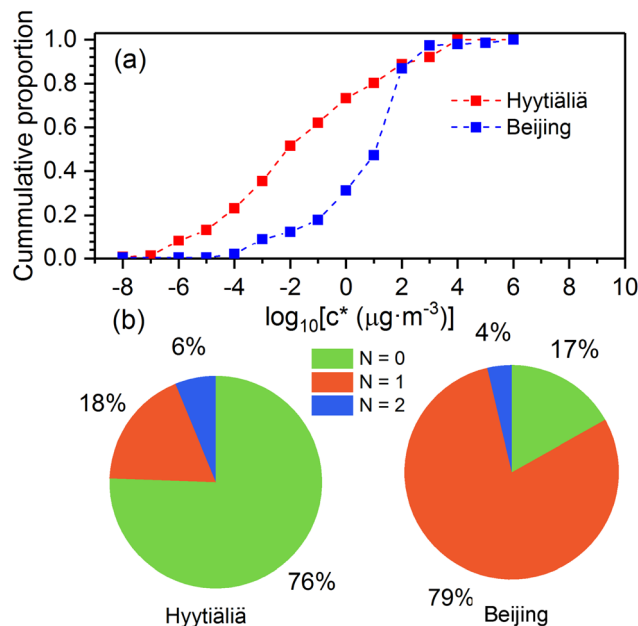 (a)
Cummulative proportion
1.0
0.8
0.6
0.4
0.2
0.0
Hyytiäliä
Beijing
-8 -6 -4 -2 0 2 4 6 8 10
log₁₀[c* (μg·m⁻³)]
(b)
6%
18%
76%
Hyytiäliä
N = 0
N = 1
N = 2
4%
17%
79%
Beijing